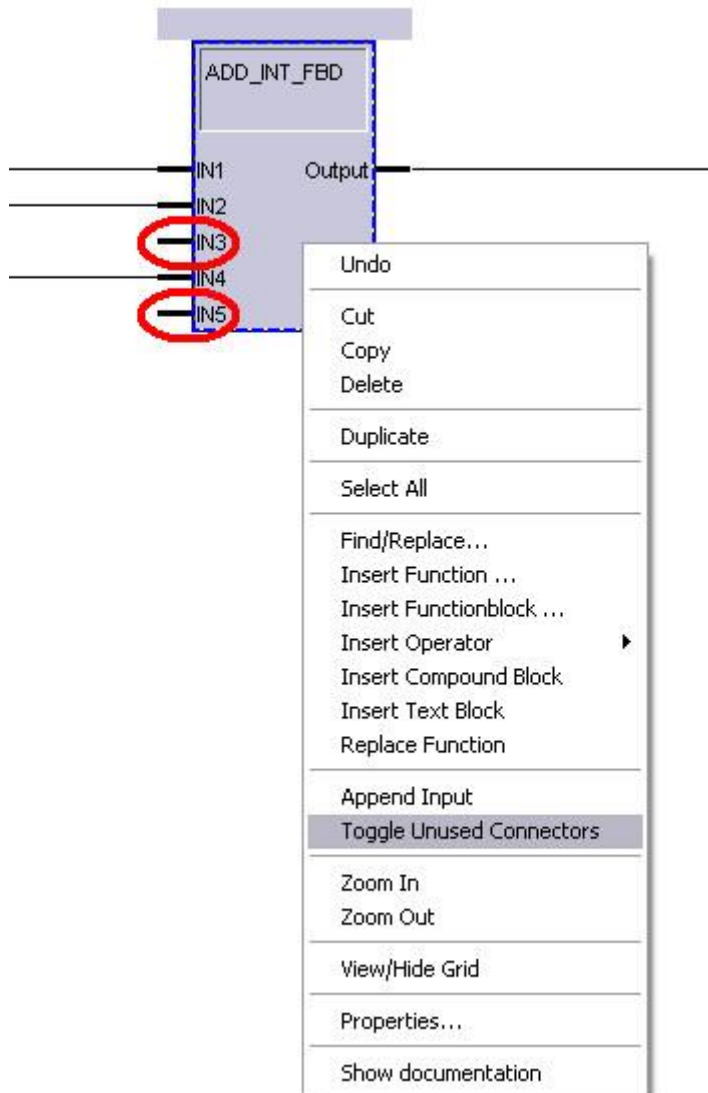 ADD_INT_FBD
IN1 Output
IN2
IN3
IN4
IN5
Undo
Cut
Copy
Delete
Duplicate
Select All
Find/Replace...
Insert Function ...
Insert Functionblock ...
Insert Operator
Insert Compound Block
Insert Text Block
Replace Function
Append Input
Toggle Unused Connectors
Zoom In
Zoom Out
View/Hide Grid
Properties...
Show documentation